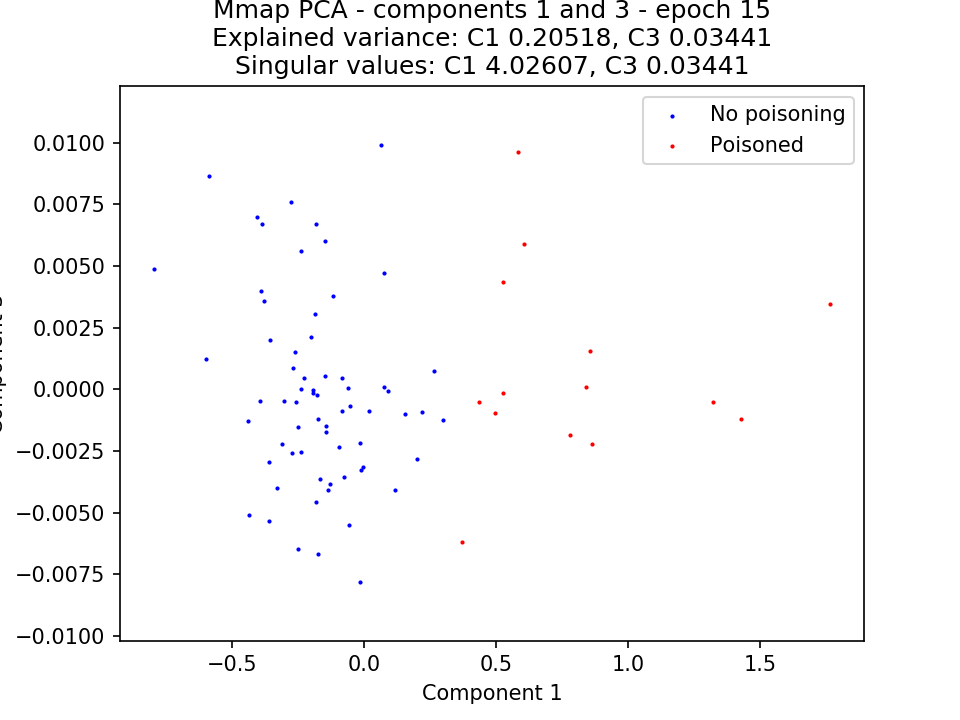 Mmap PCA - components 1 and 3 - epoch 15
Explained variance: C1 0.20518, C3 0.03441
Singular values: C1 4.02607, C3 0.03441
No poisoning
Poisoned
0.0100
0.0075
0.0050
0.0025
0.0000
−0.0025
−0.0050
−0.0075
−0.0100
−0.5
0.0
0.5
1.0
1.5
Component 1